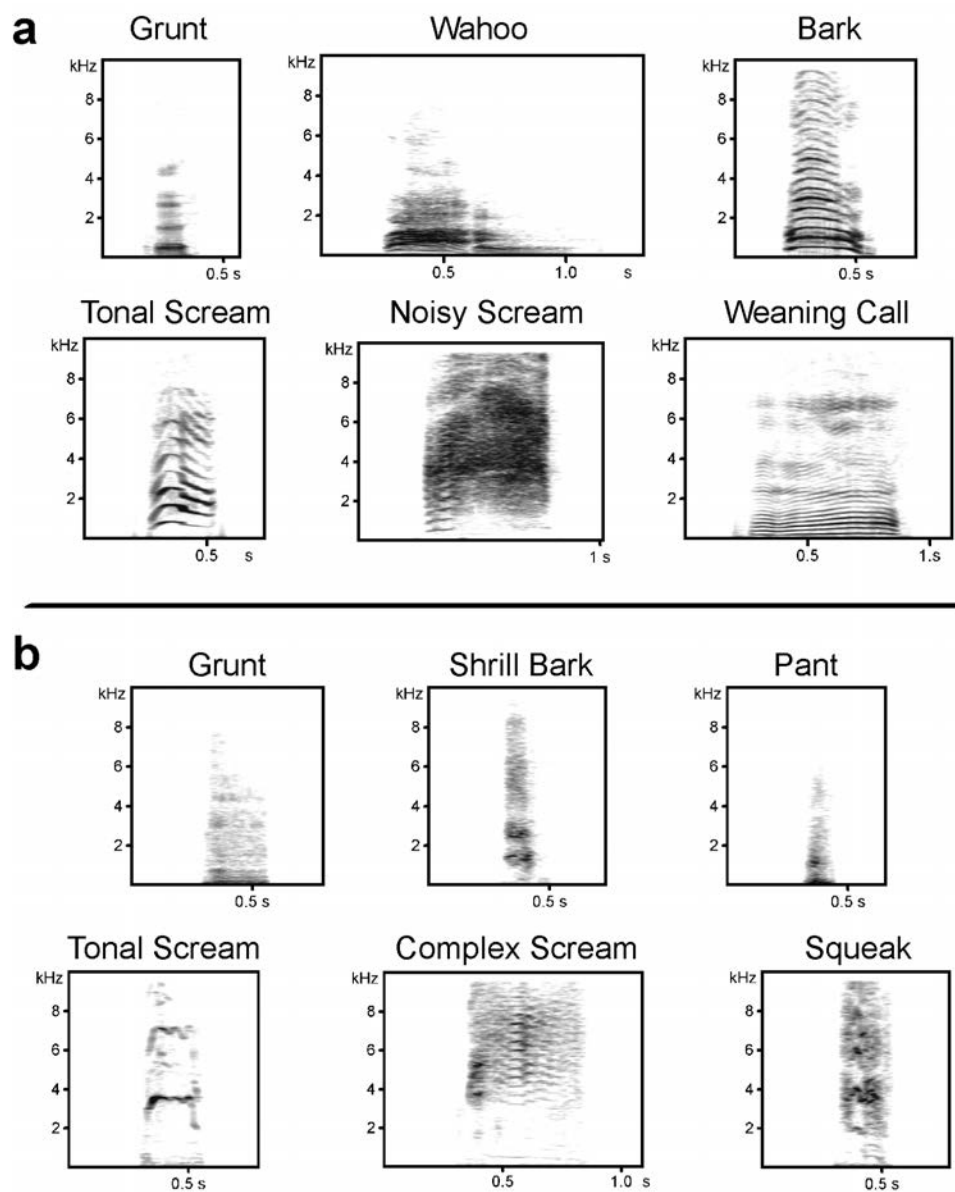 a
Grunt Wahoo Bark
kHz kHz kHz
8 8 8
6 6 6
4 4 4
2 2 2
0.5 s 0.5 1.0 s 0.5 s
Tonal Scream Noisy Scream Weaning Call
kHz kHz kHz
8 8 8
6 6 6
4 4 4
2 2 2
0.5 s 1 s 0.5 1.s
b
Grunt Shrill Bark Pant
kHz kHz kHz
8 8 8
6 6 6
4 4 4
2 2 2
0.5 s 0.5 s 0.5 s
Tonal Scream Complex Scream Squeak
kHz kHz kHz
8 8 8
6 6 6
4 4 4
2 2 2
0.5 s 0.5 1.0 s 0.5 s